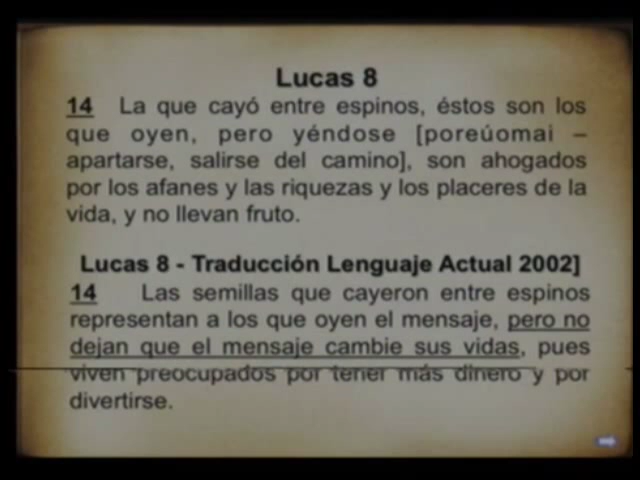 Lucas 8
14 La que cayó entre espinos, éstos son los
que oyen, pero yéndose [poreúomai –
apartarse, salirse del camino], son ahogados
por los afanes y las riquezas y los placeres de la
vida, y no llevan fruto.
Lucas 8 - Traducción Lenguaje Actual 2002]
14 Las semillas que cayeron entre espinos
representan a los que oyen el mensaje, pero no
dejan que el mensaje cambie sus vidas, pues
viven preocupados por tener más dinero y por
divertirse.